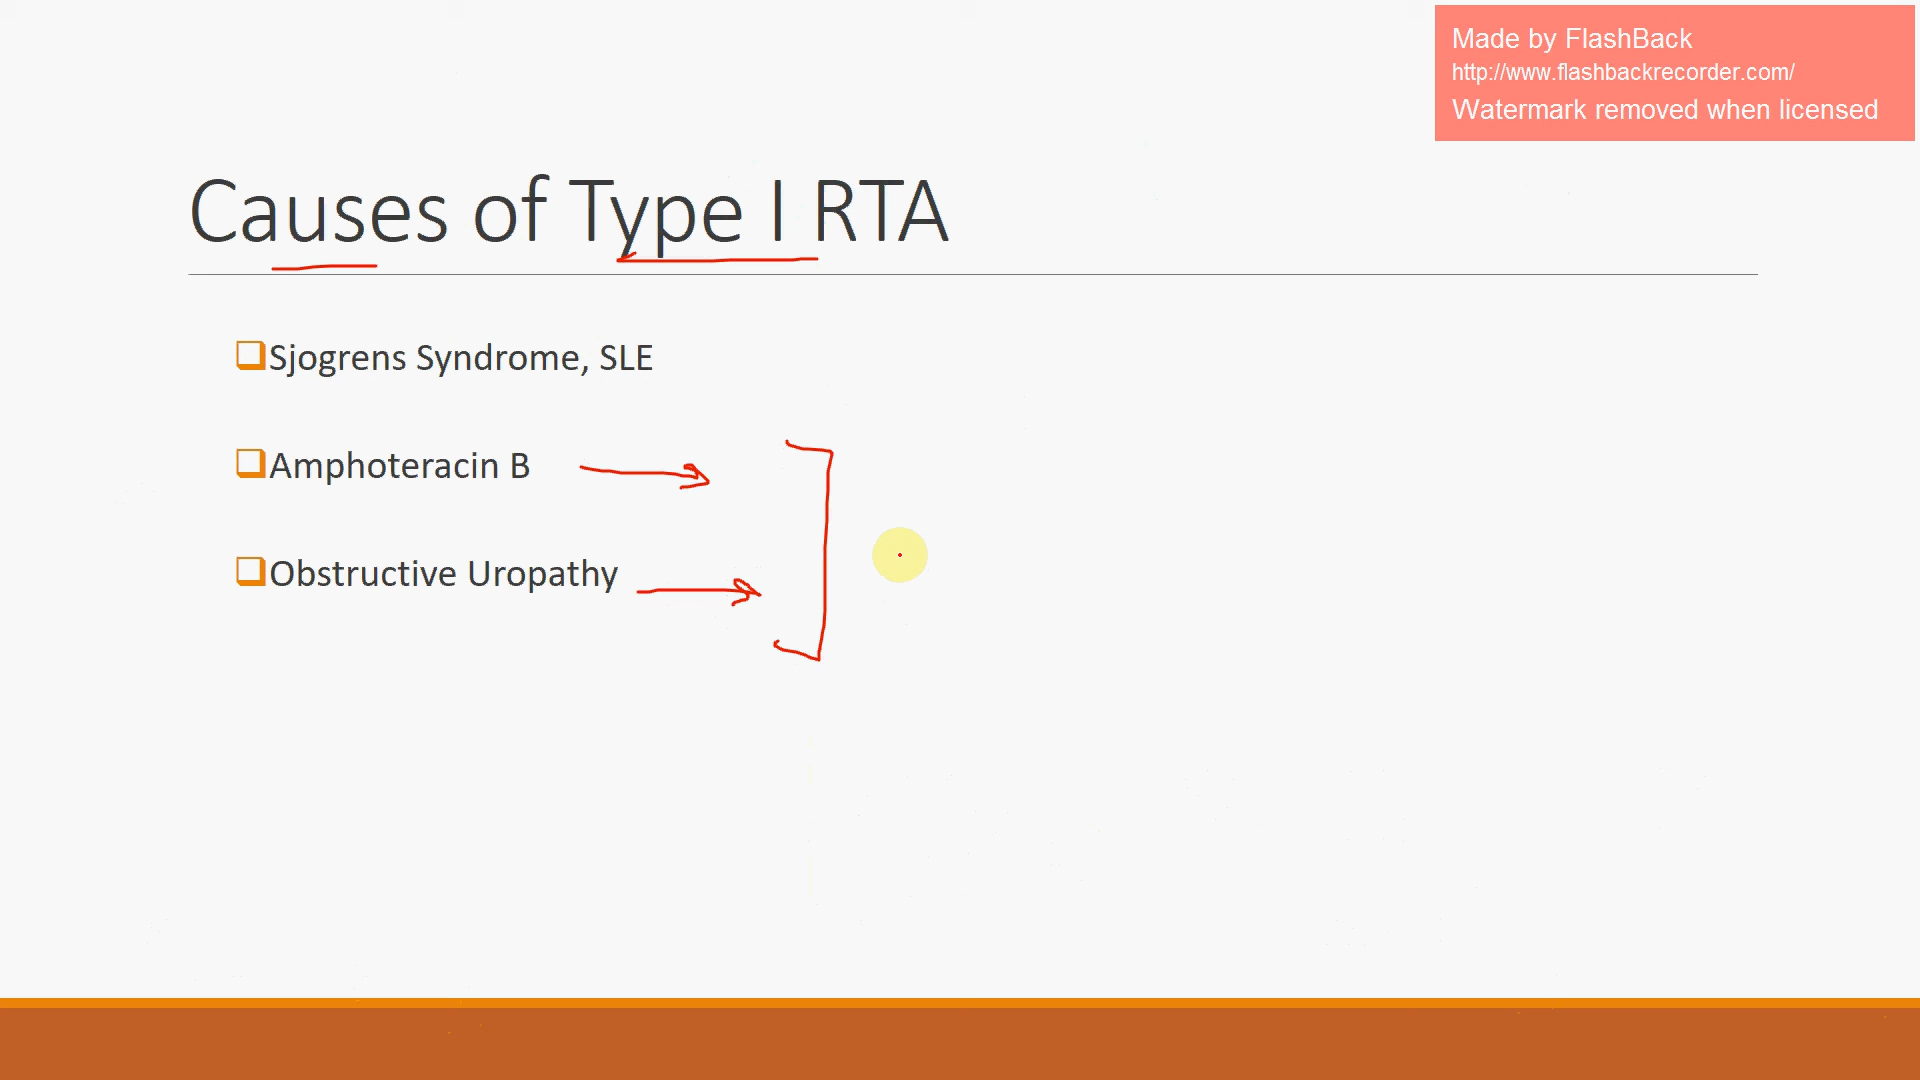 Made by FlashBack
http://www.flashbackrecorder.com/
Watermark removed when licensed
Causes of Type I RTA
Sjogrens Syndrome, SLE
Amphoteracin B
Obstructive Uropathy